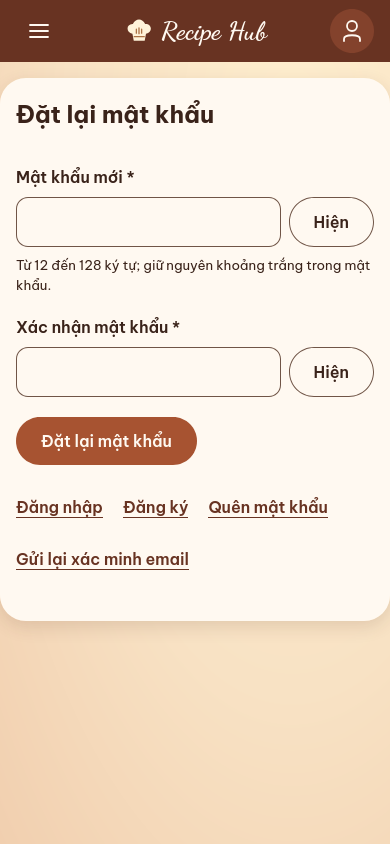 Recipe Hub
Đặt lại mật khẩu
Mật khẩu mới *
Hiện
Từ 12 đến 128 ký tự; giữ nguyên khoảng trắng trong mật
khẩu.
Xác nhận mật khẩu *
Hiện
Đặt lại mật khẩu
Đăng nhập Đăng ký Quên mật khẩu
Gửi lại xác minh email